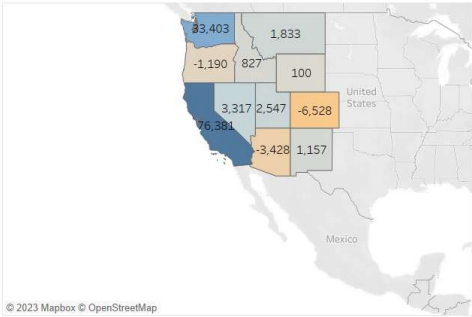 33,403
1,833
-1,190
827
100
United
States
3,317
2,547
-6,528
76,381
-3,428
1,157
Mexico
© 2023 Mapbox © OpenStreetMap